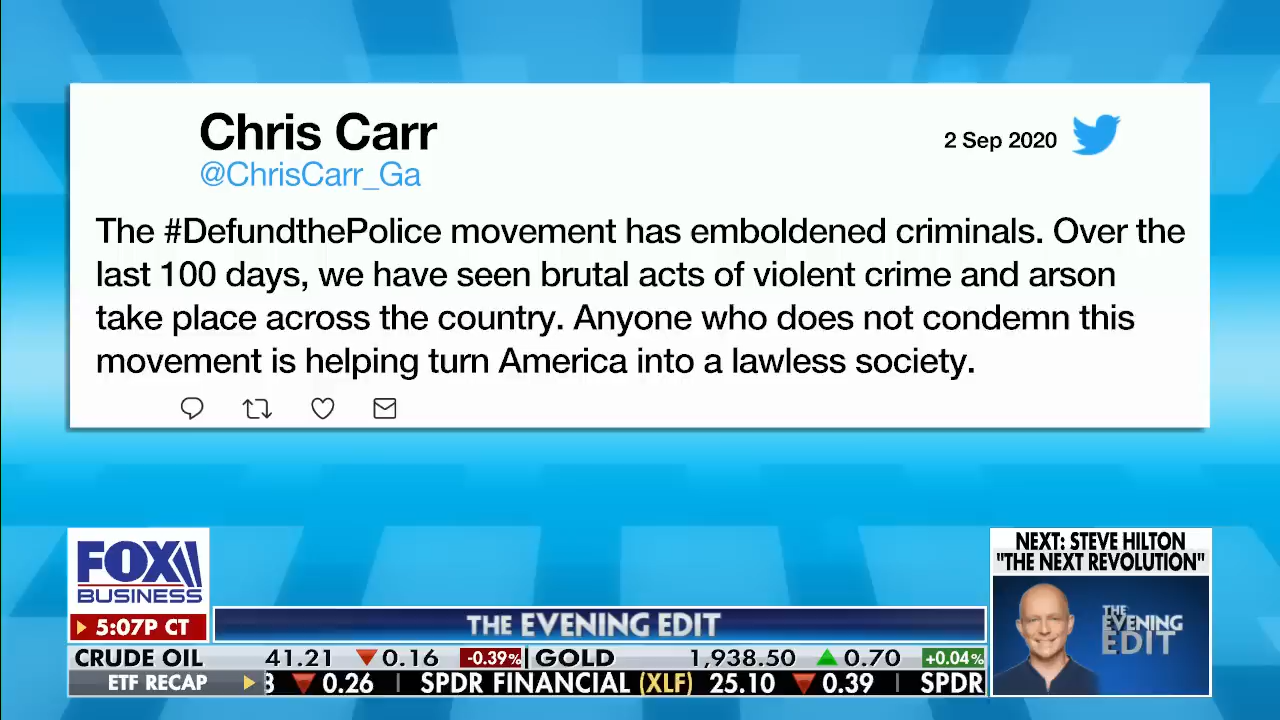 Chris Carr
@ChrisCarr_Ga
2 Sep 2020
The #DefundthePolice movement has emboldened criminals. Over the
last 100 days, we have seen brutal acts of violent crime and arson
take place across the country. Anyone who does not condemn this
movement is helping turn America into a lawless society.
FOX
BUSINESS
5:07P CT
THE EVENING EDIT
NEXT: STEVE HILTON
"THE NEXT REVOLUTION"
THE
EVENING
EDIT
CRUDE OIL 41.21 0.16 -0.39% GOLD 1,938.50 0.70 +0.04%
ETF RECAP 0.26 | SPDR FINANCIAL (XLF) 25.10 0.39 | SPDR